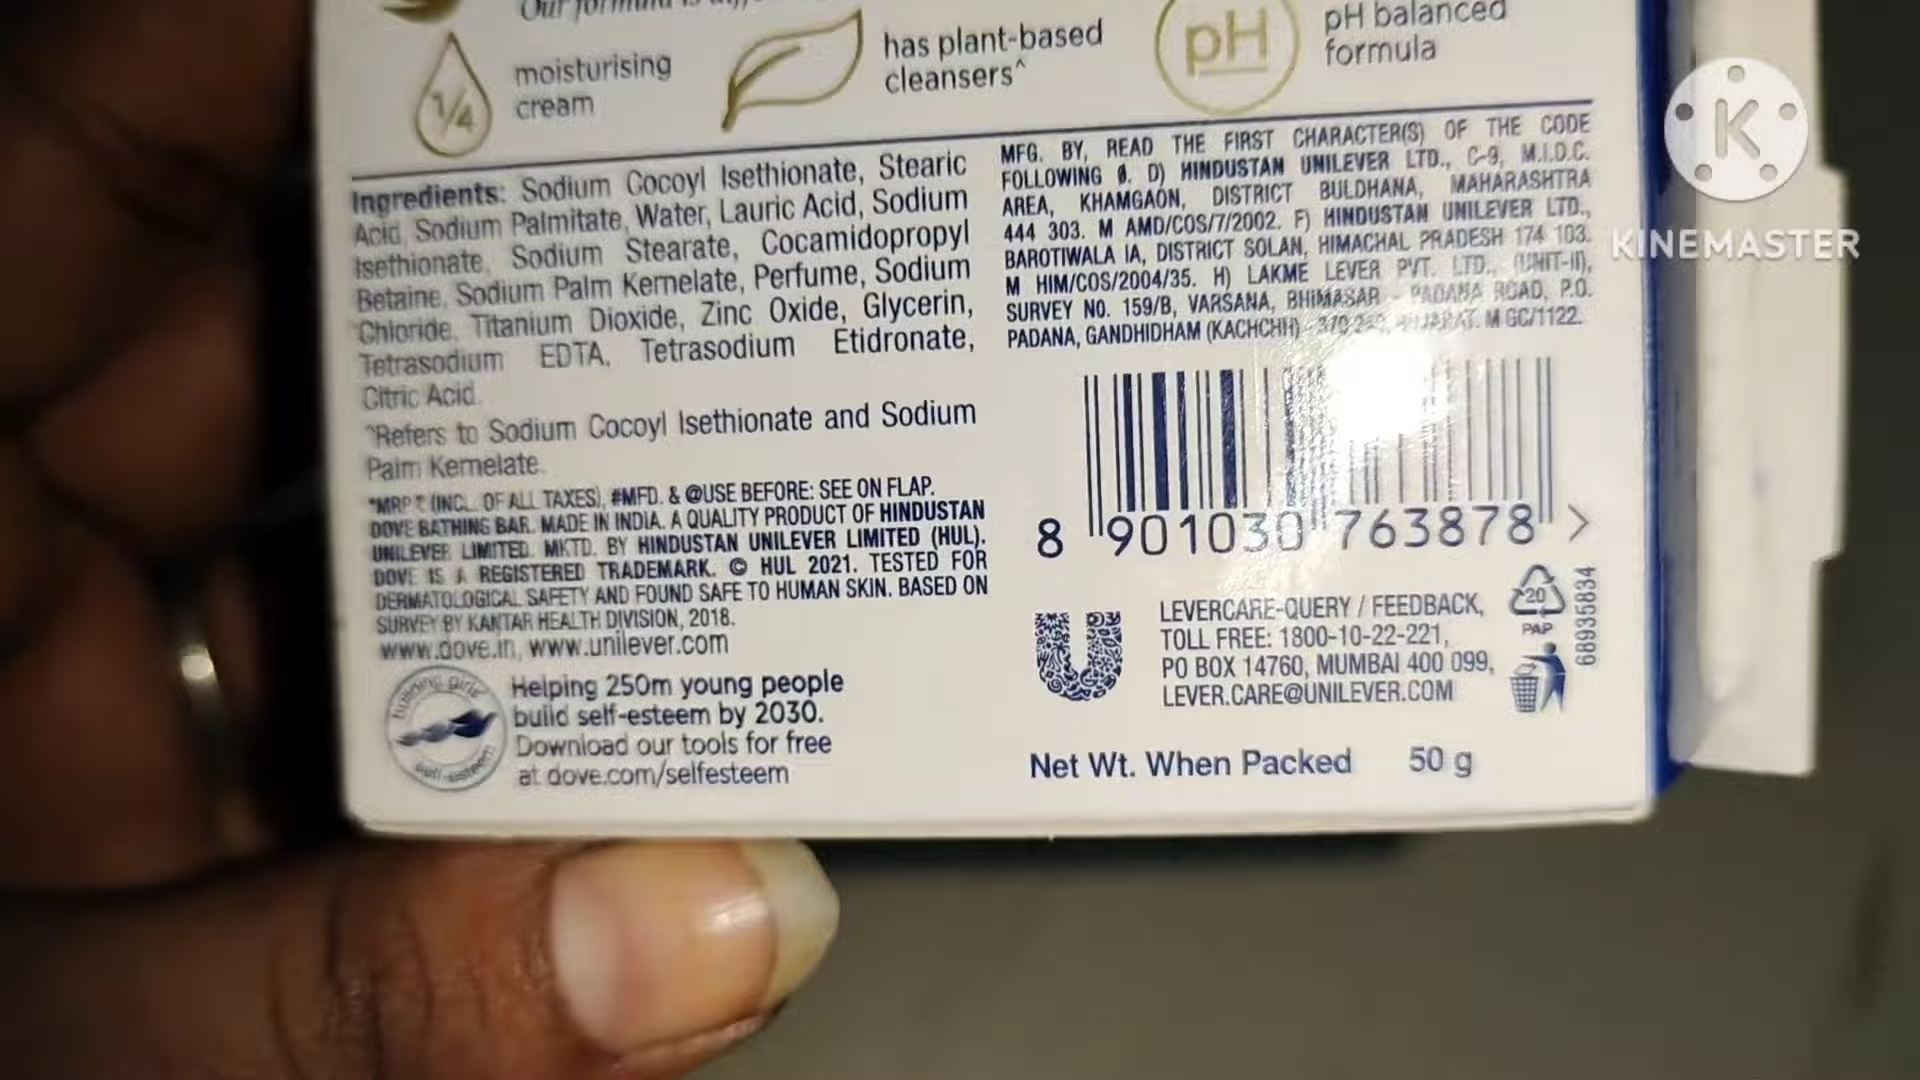 Our formula is
1/4
moisturising
cream
has plant-based
cleansers^
pH
pH balanced
formula
Ingredients: Sodium Cocoyl Isethionate, Stearic
Acid, Sodium Palmitate, Water, Lauric Acid, Sodium
Isethionate, Sodium Stearate, Cocamidopropyl
Betaine, Sodium Palm Kernelate, Perfume, Sodium
Chloride, Titanium Dioxide, Zinc Oxide, Glycerin,
Tetrasodium EDTA, Tetrasodium Etidronate,
Citric Acid.
^Refers to Sodium Cocoyl Isethionate and Sodium
Palm Kernelate.
*MRP ₹ (INCL. OF ALL TAXES), #MFD. & @USE BEFORE: SEE ON FLAP.
DOVE BATHING BAR. MADE IN INDIA. A QUALITY PRODUCT OF HINDUSTAN
UNILEVER LIMITED. MKTD. BY HINDUSTAN UNILEVER LIMITED (HUL).
DOVE IS A REGISTERED TRADEMARK. © HUL 2021. TESTED FOR
DERMATOLOGICAL SAFETY AND FOUND SAFE TO HUMAN SKIN. BASED ON
SURVEY BY KANTAR HEALTH DIVISION, 2018.
www.dove.in, www.unilever.com
building girls'
self-esteem
Helping 250m young people
build self-esteem by 2030.
Download our tools for free
at dove.com/selfesteem
MFG. BY, READ THE FIRST CHARACTER(S) OF THE CODE
FOLLOWING Ø. D) HINDUSTAN UNILEVER LTD., C-9, M.I.D.C.
AREA, KHAMGAON, DISTRICT BULDHANA, MAHARASHTRA
444 303. M AMD/COS/7/2002. F) HINDUSTAN UNILEVER LTD.,
BAROTIWALA IA, DISTRICT SOLAN, HIMACHAL PRADESH 174 103.
M HIM/COS/2004/35. H) LAKME LEVER PVT. LTD., (UNIT-II),
SURVEY NO. 159/B, VARSANA, BHIMASAR - PADANA ROAD, P.O.
PADANA, GANDHIDHAM (KACHCHH) GUJARAT. M GC/1122.
8 901030 763878 >
LEVERCARE-QUERY / FEEDBACK,
TOLL FREE: 1800-10-22-221,
PO BOX 14760, MUMBAI 400 099,
LEVER.CARE@UNILEVER.COM
20
PAP
68935834
Net Wt. When Packed 50 g
K
KINEMASTER